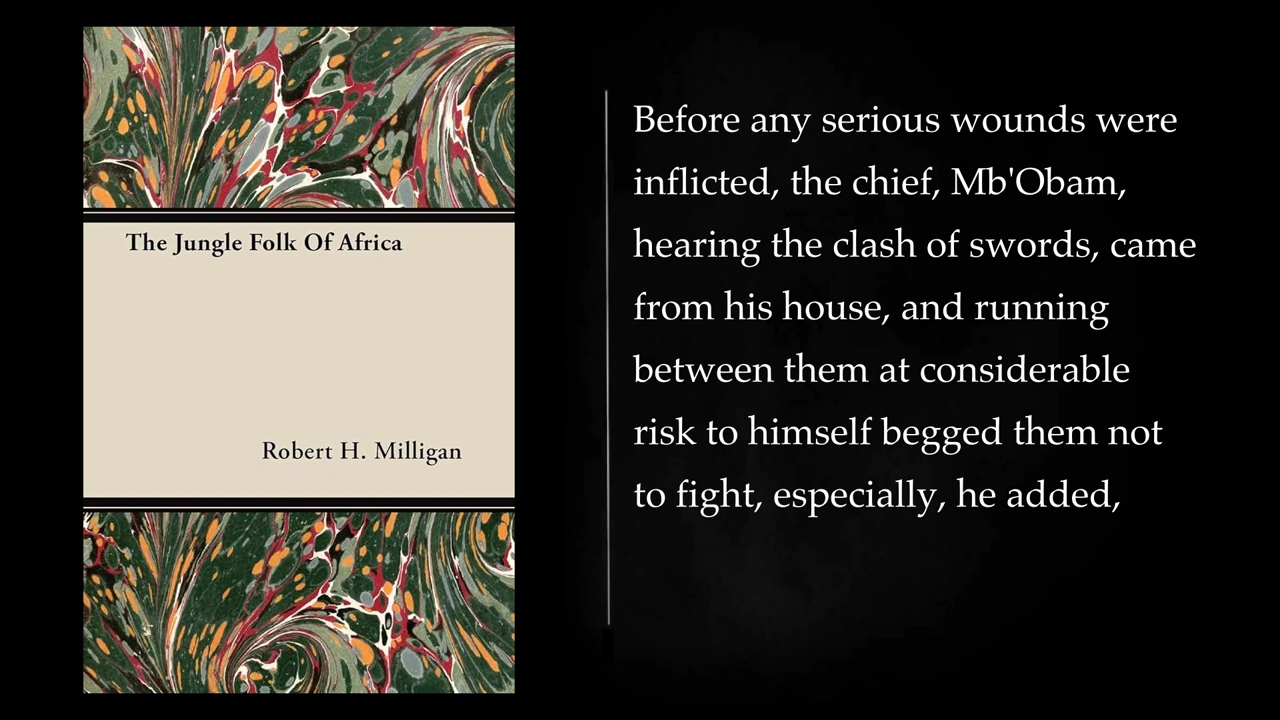 The Jungle Folk Of Africa
Robert H. Milligan
Before any serious wounds were
inflicted, the chief, Mb'Obam,
hearing the clash of swords, came
from his house, and running
between them at considerable
risk to himself begged them not
to fight, especially, he added,